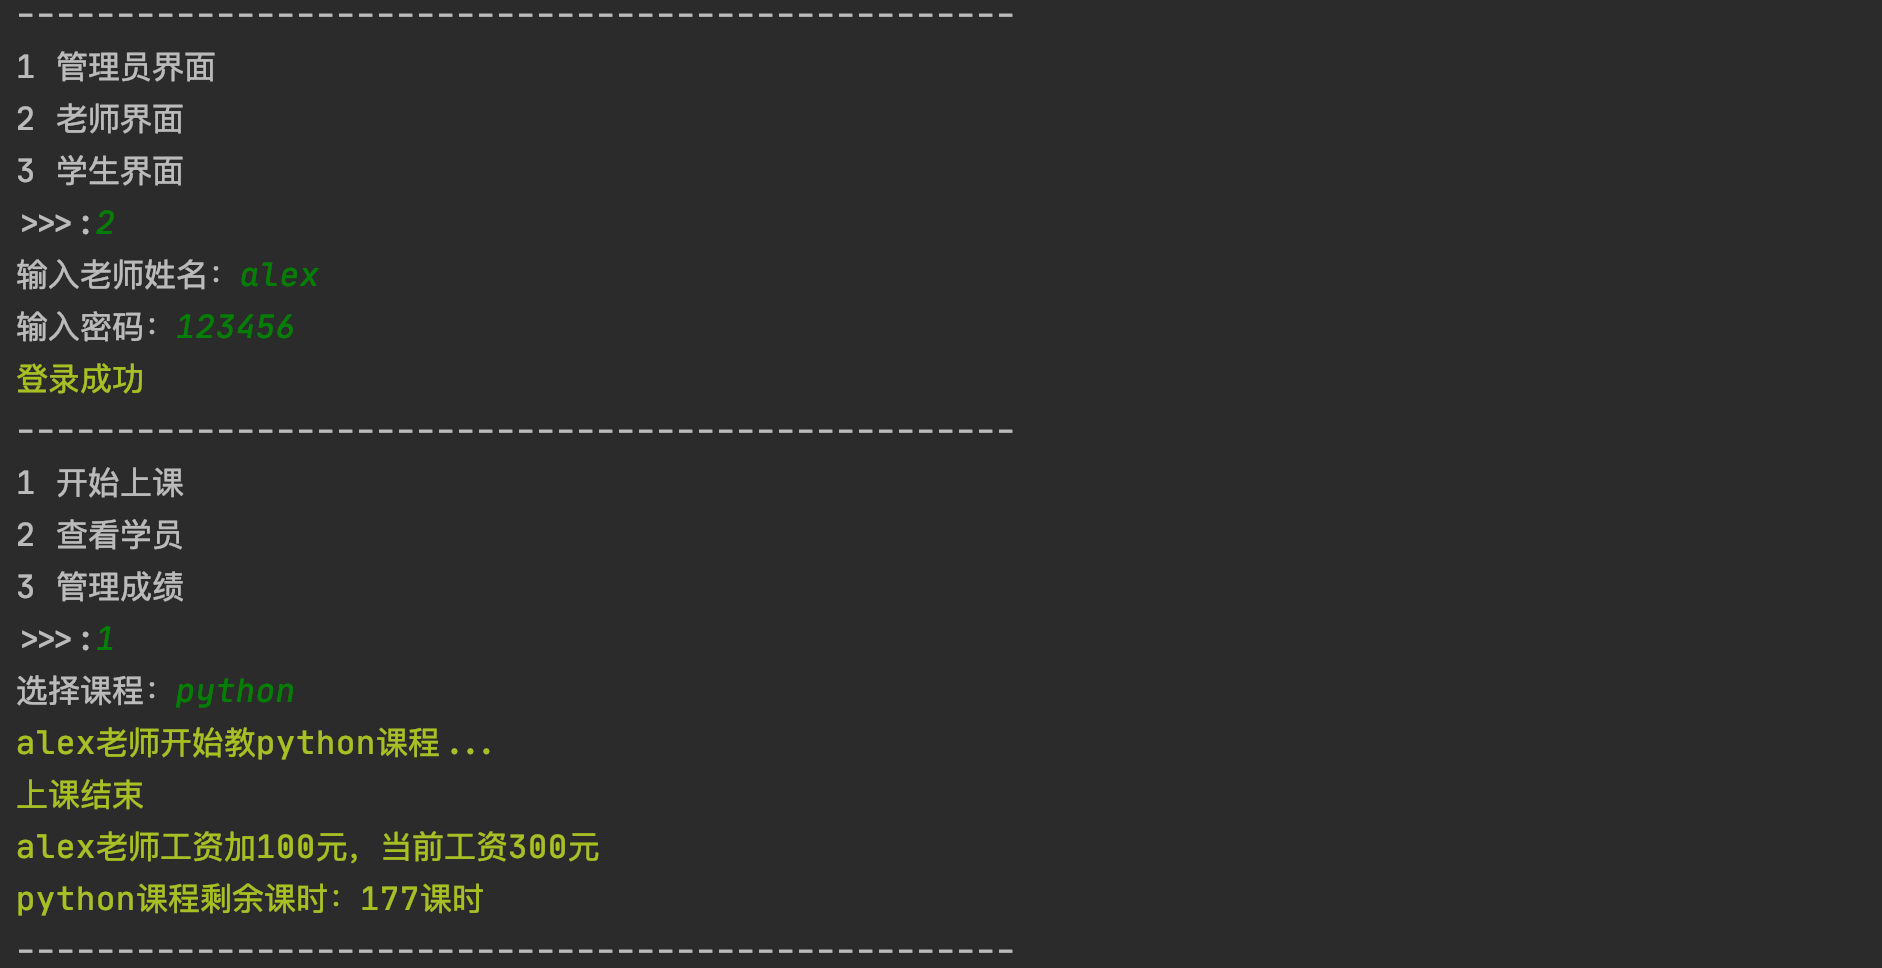 --------------------------------------------------
1 管理员界面
2 老师界面
3 学生界面
>>>:2
输入老师姓名：alex
输入密码：123456
登录成功
--------------------------------------------------
1 开始上课
2 查看学员
3 管理成绩
>>>:1
选择课程：python
alex老师开始教python课程...
上课结束
alex老师工资加100元，当前工资300元
python课程剩余课时：177课时
--------------------------------------------------